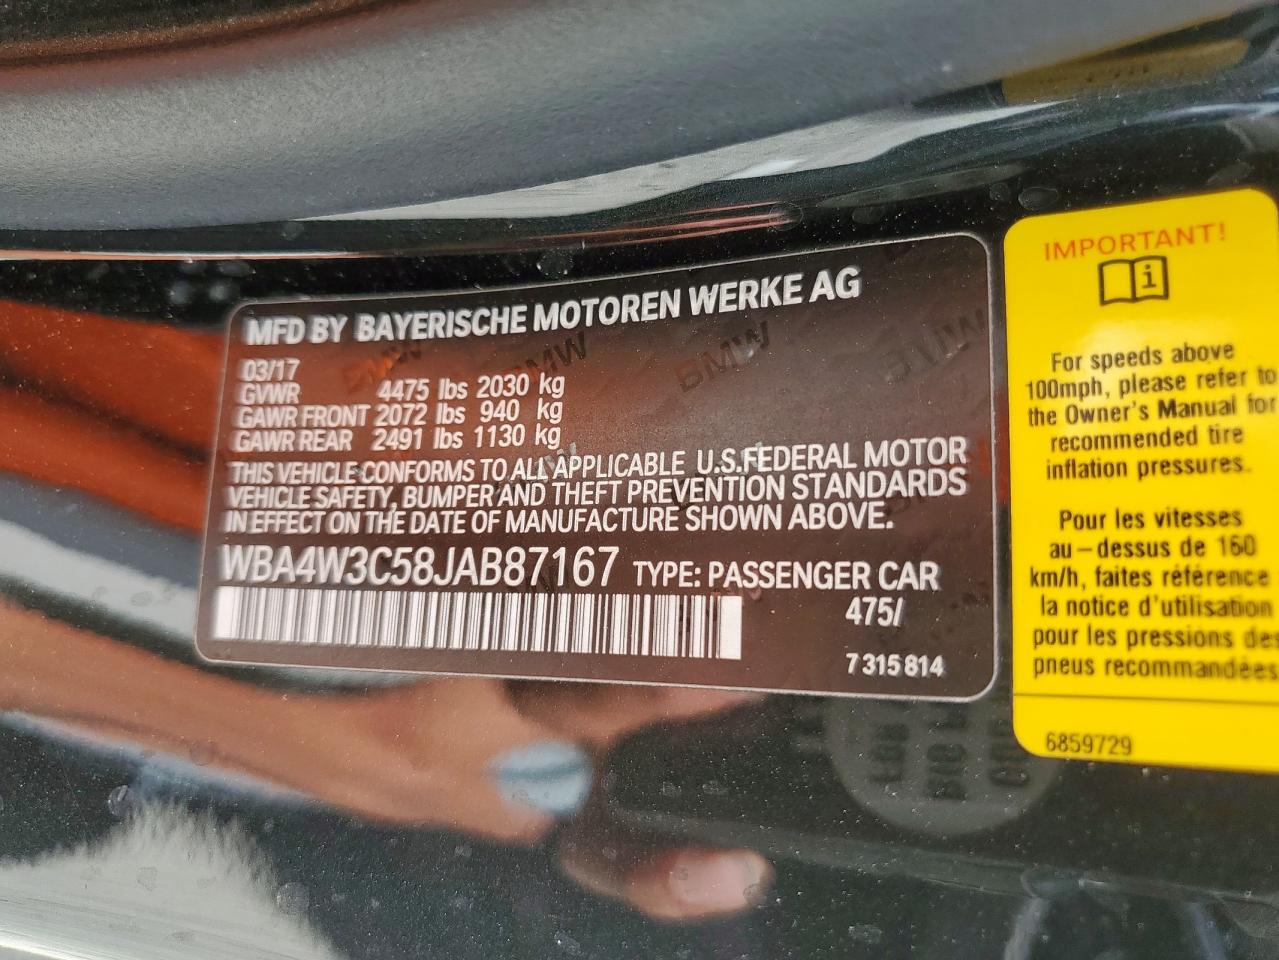 MFD BY BAYERISCHE MOTOREN WERKE AG
03/17
GVWR 4475 lbs 2030 kg
GAWR FRONT 2072 lbs 940 kg
GAWR REAR 2491 lbs 1130 kg
THIS VEHICLE CONFORMS TO ALL APPLICABLE U.S.FEDERAL MOTOR
VEHICLE SAFETY, BUMPER AND THEFT PREVENTION STANDARDS
IN EFFECT ON THE DATE OF MANUFACTURE SHOWN ABOVE.
WBA4W3C58JAB87167 TYPE: PASSENGER CAR
475/
7 315 814
BMW
BMW
BMW
BMW
IMPORTANT!
i
For speeds above
100mph, please refer to
the Owner's Manual for
recommended tire
inflation pressures.
Pour les vitesses
au-dessus de 160
km/h, faites référence
la notice d'utilisation
pour les pressions des
pneus recommandées
6859729